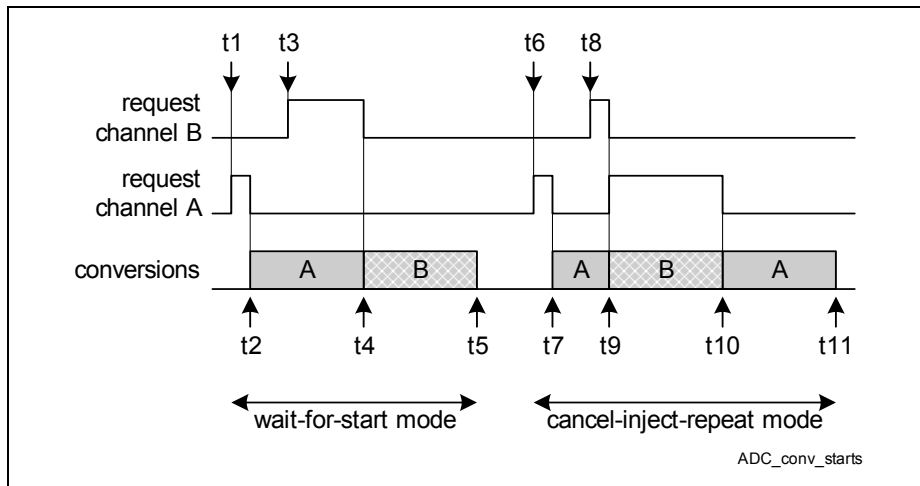 t1 t3 t6 t8
request
channel B
request
channel A
conversions A B A B A
t2 t4 t5 t7 t9 t10 t11
wait-for-start mode cancel-inject-repeat mode
ADC_conv_starts